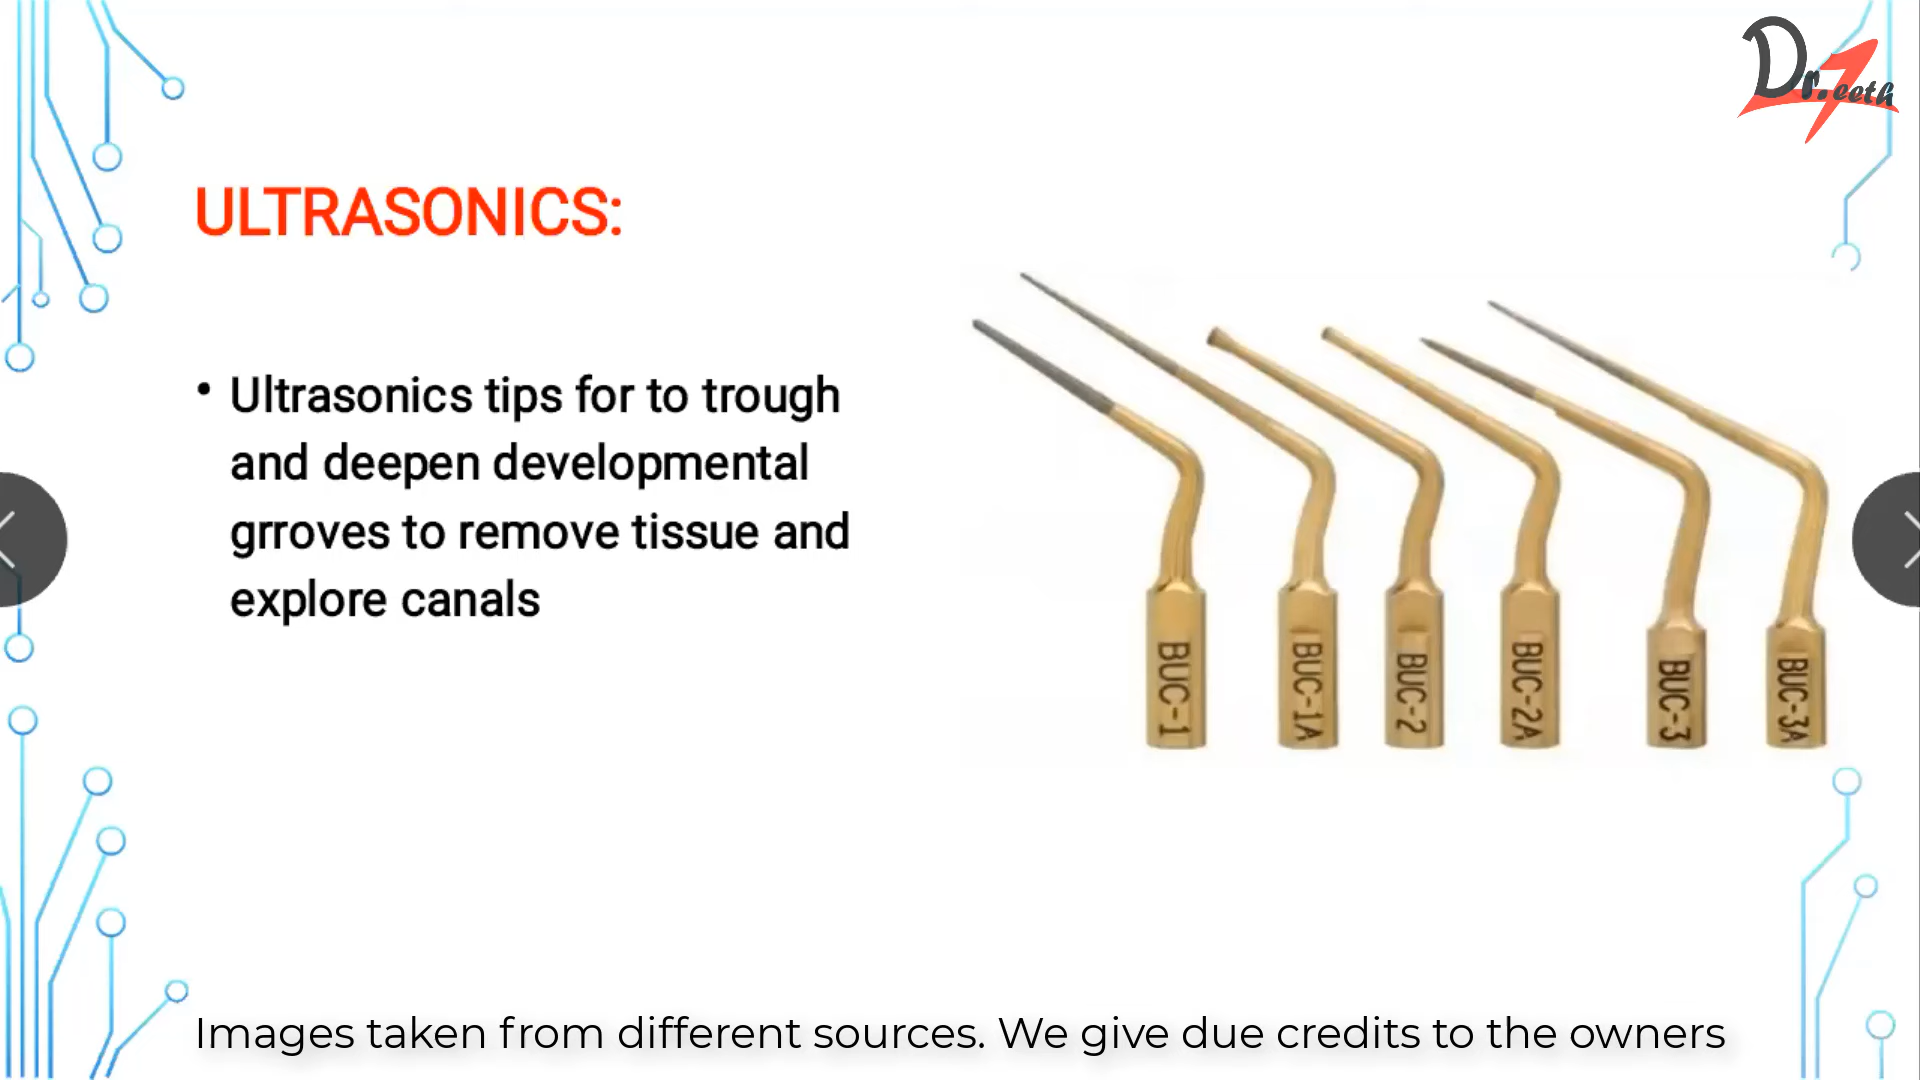 Dr.Teeth
ULTRASONICS:
• Ultrasonics tips for to trough
and deepen developmental
grroves to remove tissue and
explore canals
BUC-1
BUC-1A
BUC-2
BUC-2A
BUC-3
BUC-3A
Images taken from different sources. We give due credits to the owners